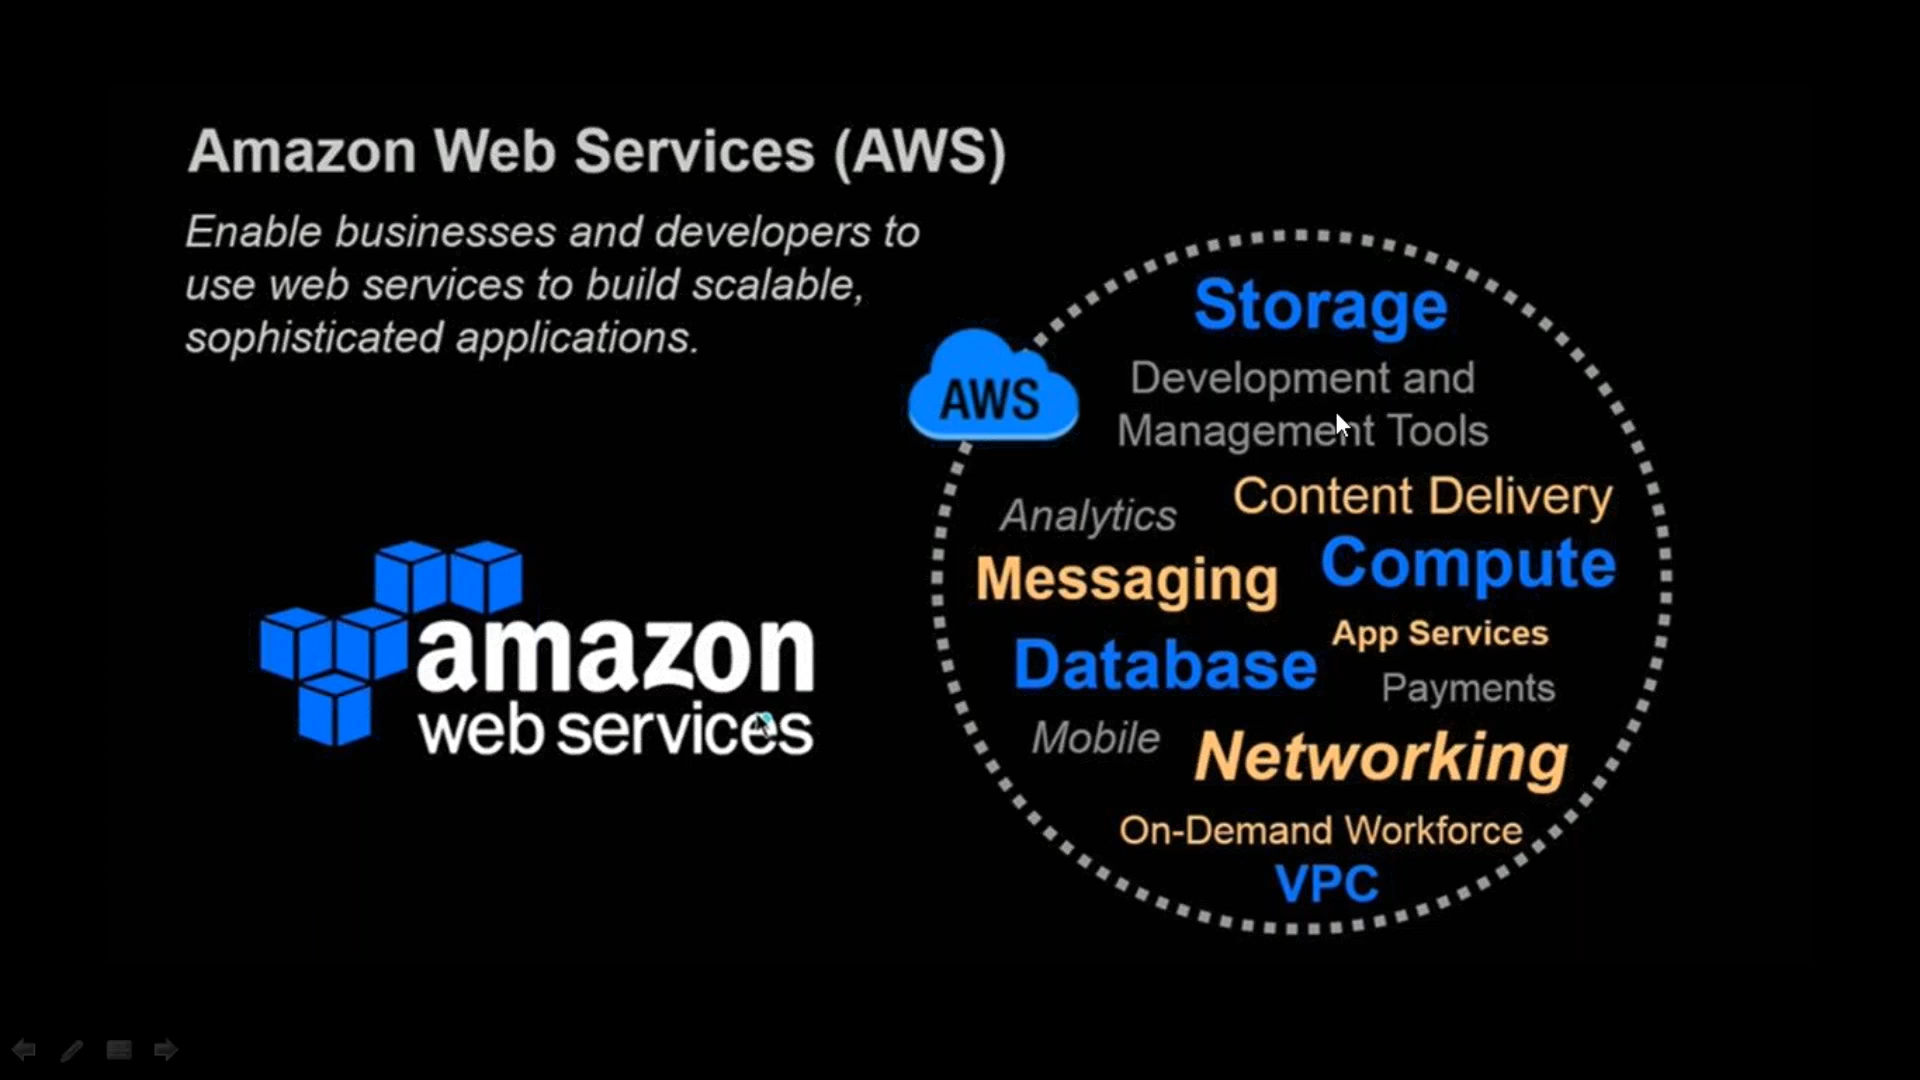 Amazon Web Services (AWS)
Enable businesses and developers to
use web services to build scalable,
sophisticated applications.
AWS
Storage
Development and
Management Tools
Content Delivery
Analytics
Messaging
Compute
App Services
Database
Payments
Mobile
Networking
On-Demand Workforce
VPC
amazon
web services